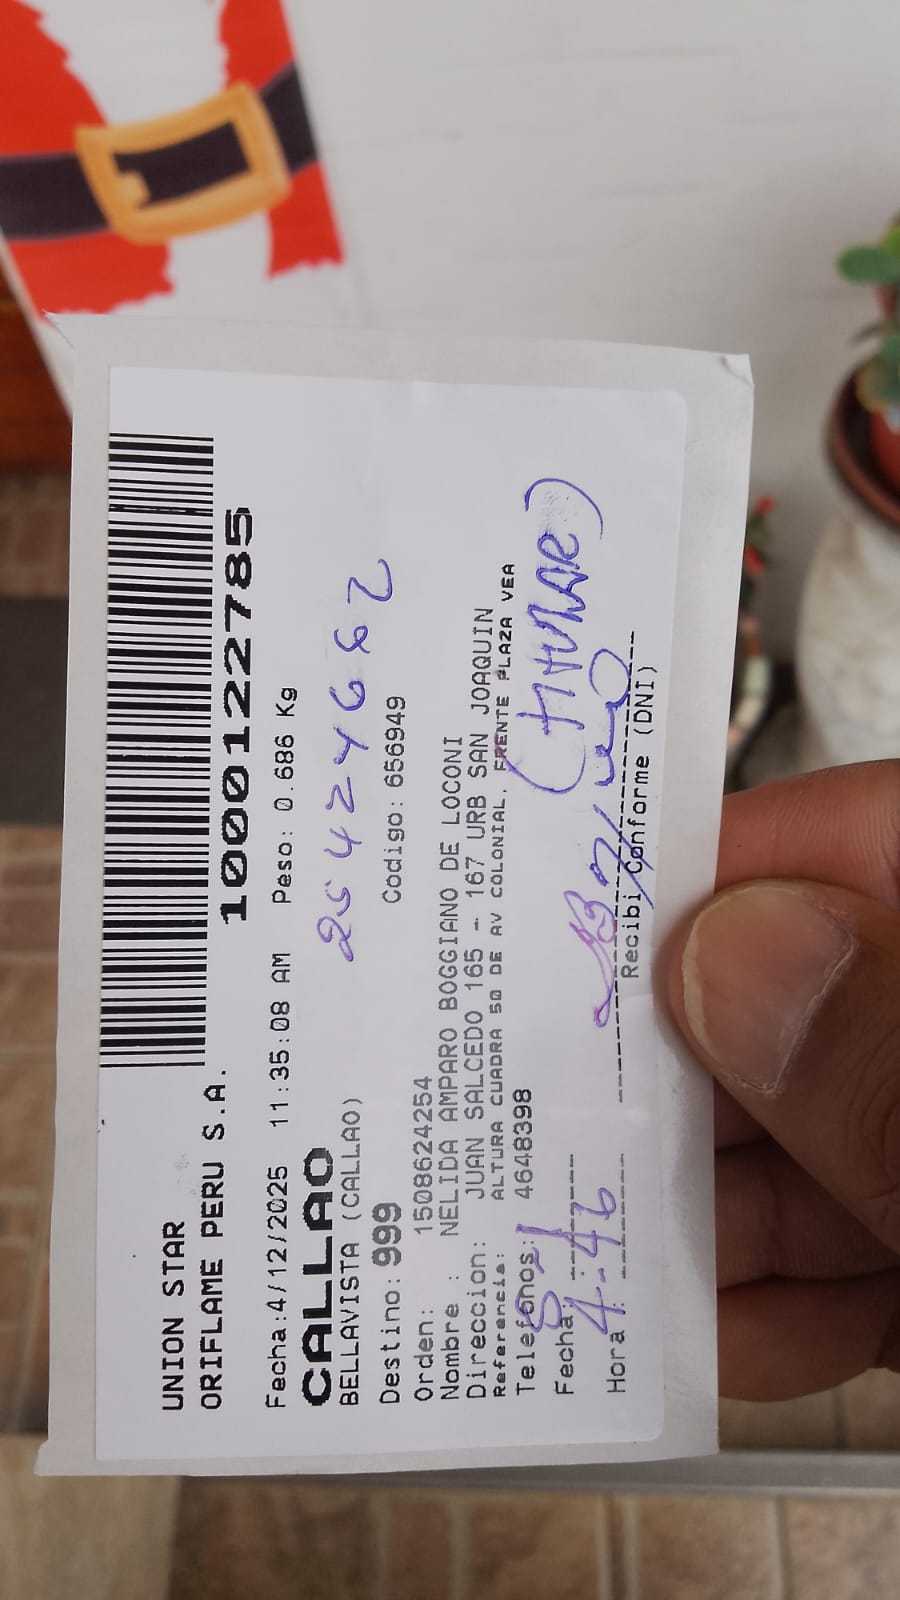 UNION STAR
ORIFLAME PERU S.A.
1000122785
Fecha:4/12/2025 11:35:08 AM Peso: 0.686 Kg
CALLAO
BELLAVISTA (CALLAO)
25424662
Destino: 999 Codigo: 656949
Orden: 1508624254
Nombre : NELIDA AMPARO BOGGIANO DE LOCONI
Direccion: JUAN SALCEDO 165 - 167 URB SAN JOAQUIN
Referencia: ALTURA CUADRA 50 DE AV COLONIAL, FRENTE PLAZA VEA
Telefonos: 4648398
(TITULAR)
Fecha:
Hora : 4-46
Recibi Conforme (DNI)